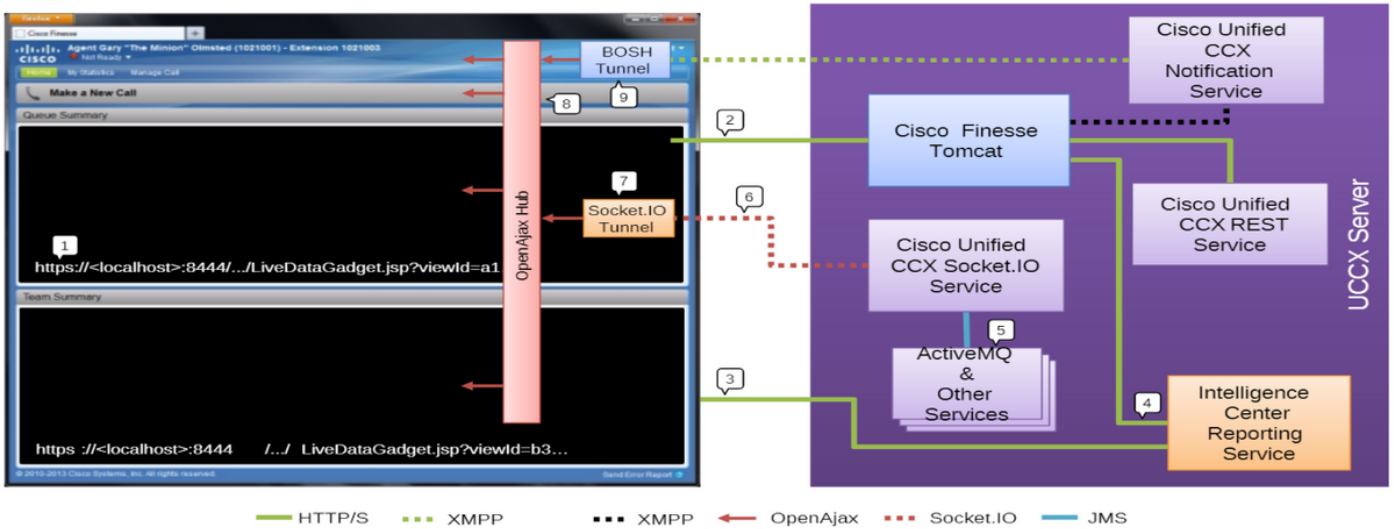 Firefox
Cisco Finesse
CISCO
Agent Gary "The Minion" Olmsted (1021001) - Extension 1021003
Not Ready
Home My Statistics Manage Call
Make a New Call
Queue Summary
1
https://<localhost>:8444/.../LiveDataGadget.jsp?viewId=a1
Team Summary
https ://<localhost>:8444 /.../ LiveDataGadget.jsp?viewId=b3...
© 2010-2013 Cisco Systems, Inc. All rights reserved.
Send Error Report
OpenAjax Hub
BOSH
Tunnel
9
8
7
Socket.IO
Tunnel
2
6
3
Cisco Unified
CCX
Notification
Service
Cisco Finesse
Tomcat
Cisco Unified
CCX REST
Service
Cisco Unified
CCX Socket.IO
Service
5
ActiveMQ
&
Other
Services
4
Intelligence
Center
Reporting
Service
UCCX Server
HTTP/S
XMPP
XMPP
OpenAjax
Socket.IO
JMS